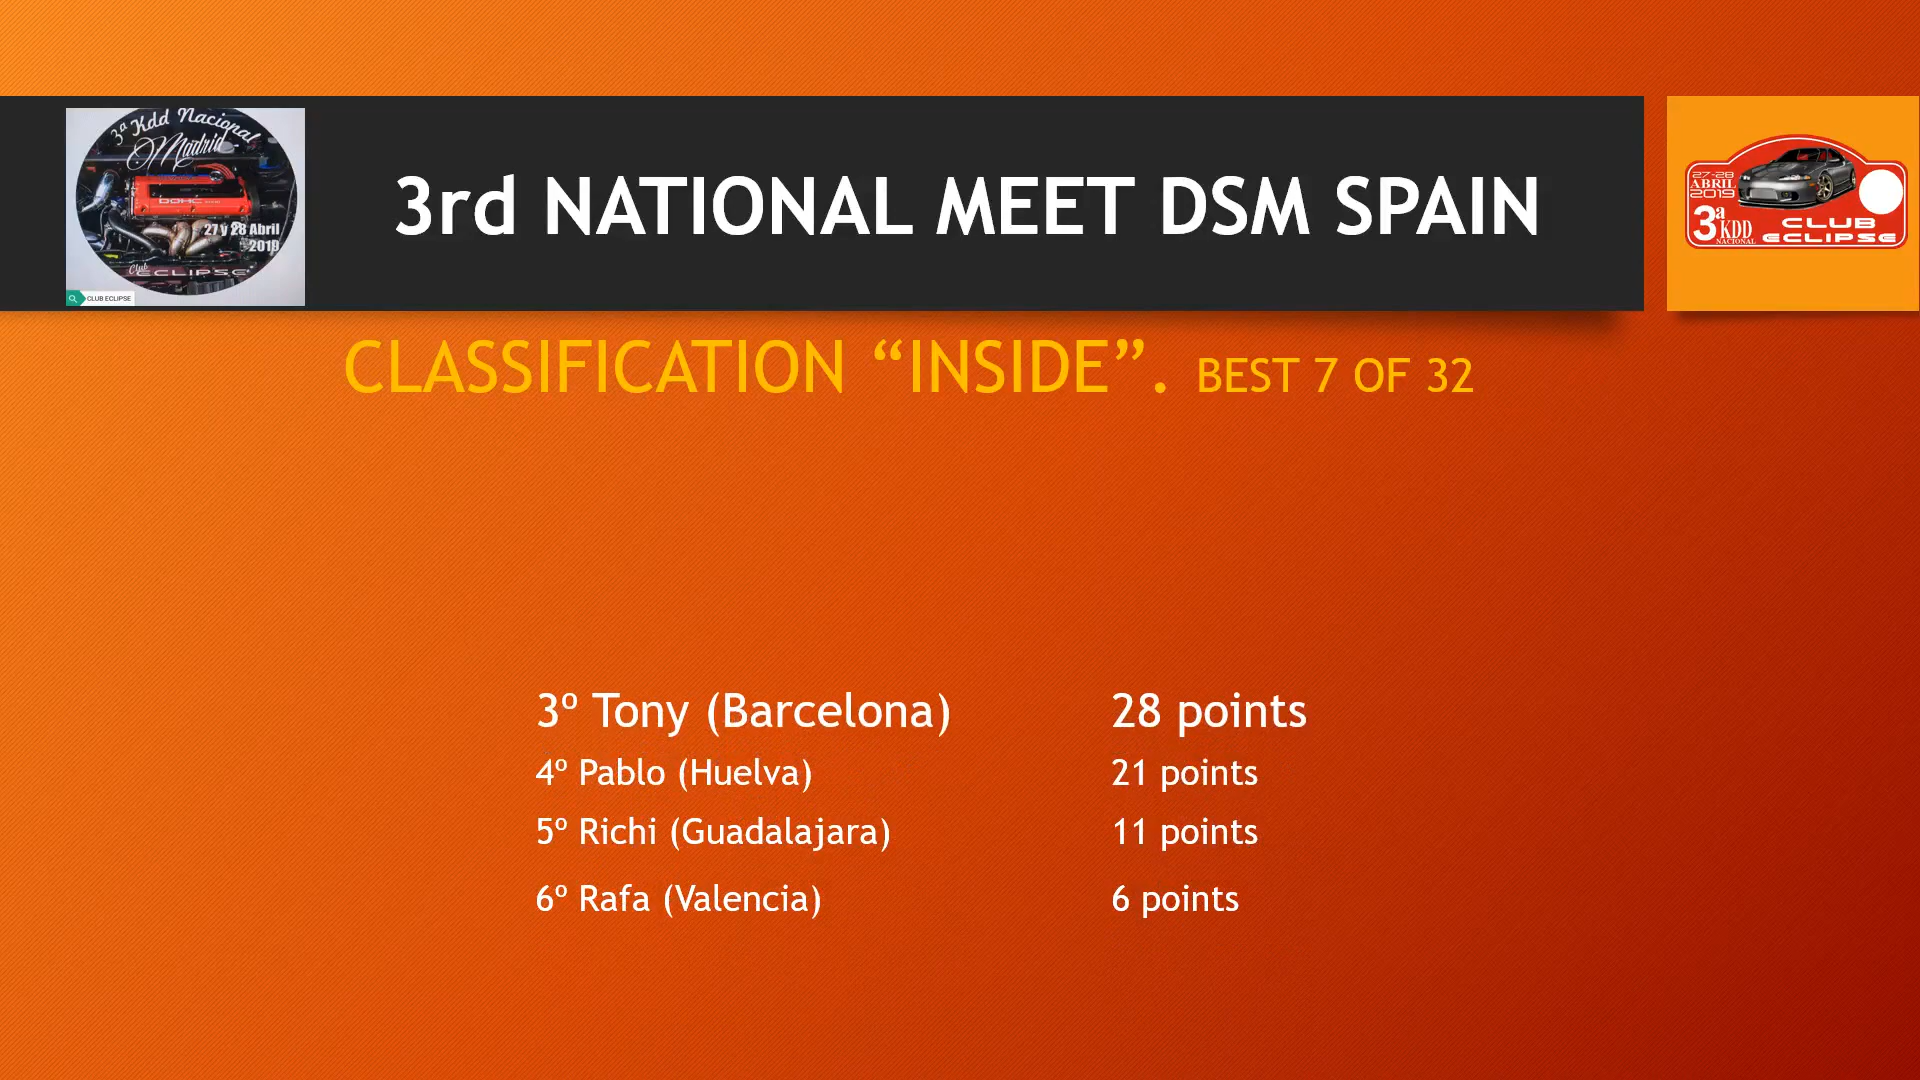 3ª Kdd Nacional
Madrid
DOHC
27 y 28 Abril
2019
Club
ECLIPSE
CLUB ECLIPSE
3rd NATIONAL MEET DSM SPAIN
27-28
ABRIL
2019
3ª KDD
NACIONAL
CLUB
ECLIPSE
CLASSIFICATION “INSIDE”. BEST 7 OF 32
3º Tony (Barcelona) 28 points
4º Pablo (Huelva) 21 points
5º Richi (Guadalajara) 11 points
6º Rafa (Valencia) 6 points